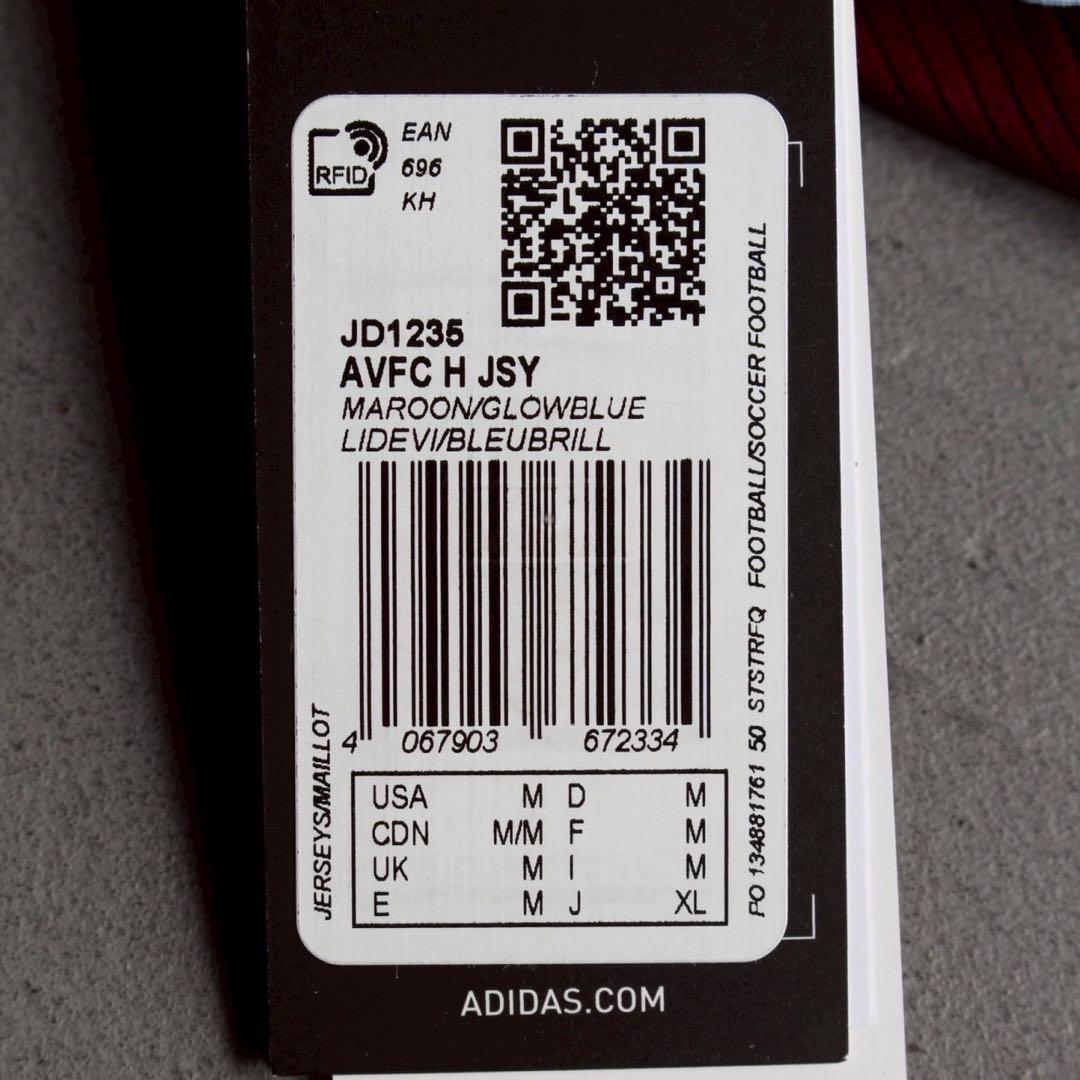 RFID
EAN
696
KH
JD1235
AVFC H JSY
MAROON/GLOWBLUE
LIDEVI/BLEUBRILL
4 067903 672334
JERSEYS/MAILLOT
USA M D M
CDN M/M F M
UK M I M
E M J XL
PO 134881761 50 STSTRFQ FOOTBALL/SOCCER FOOTBALL
ADIDAS.COM